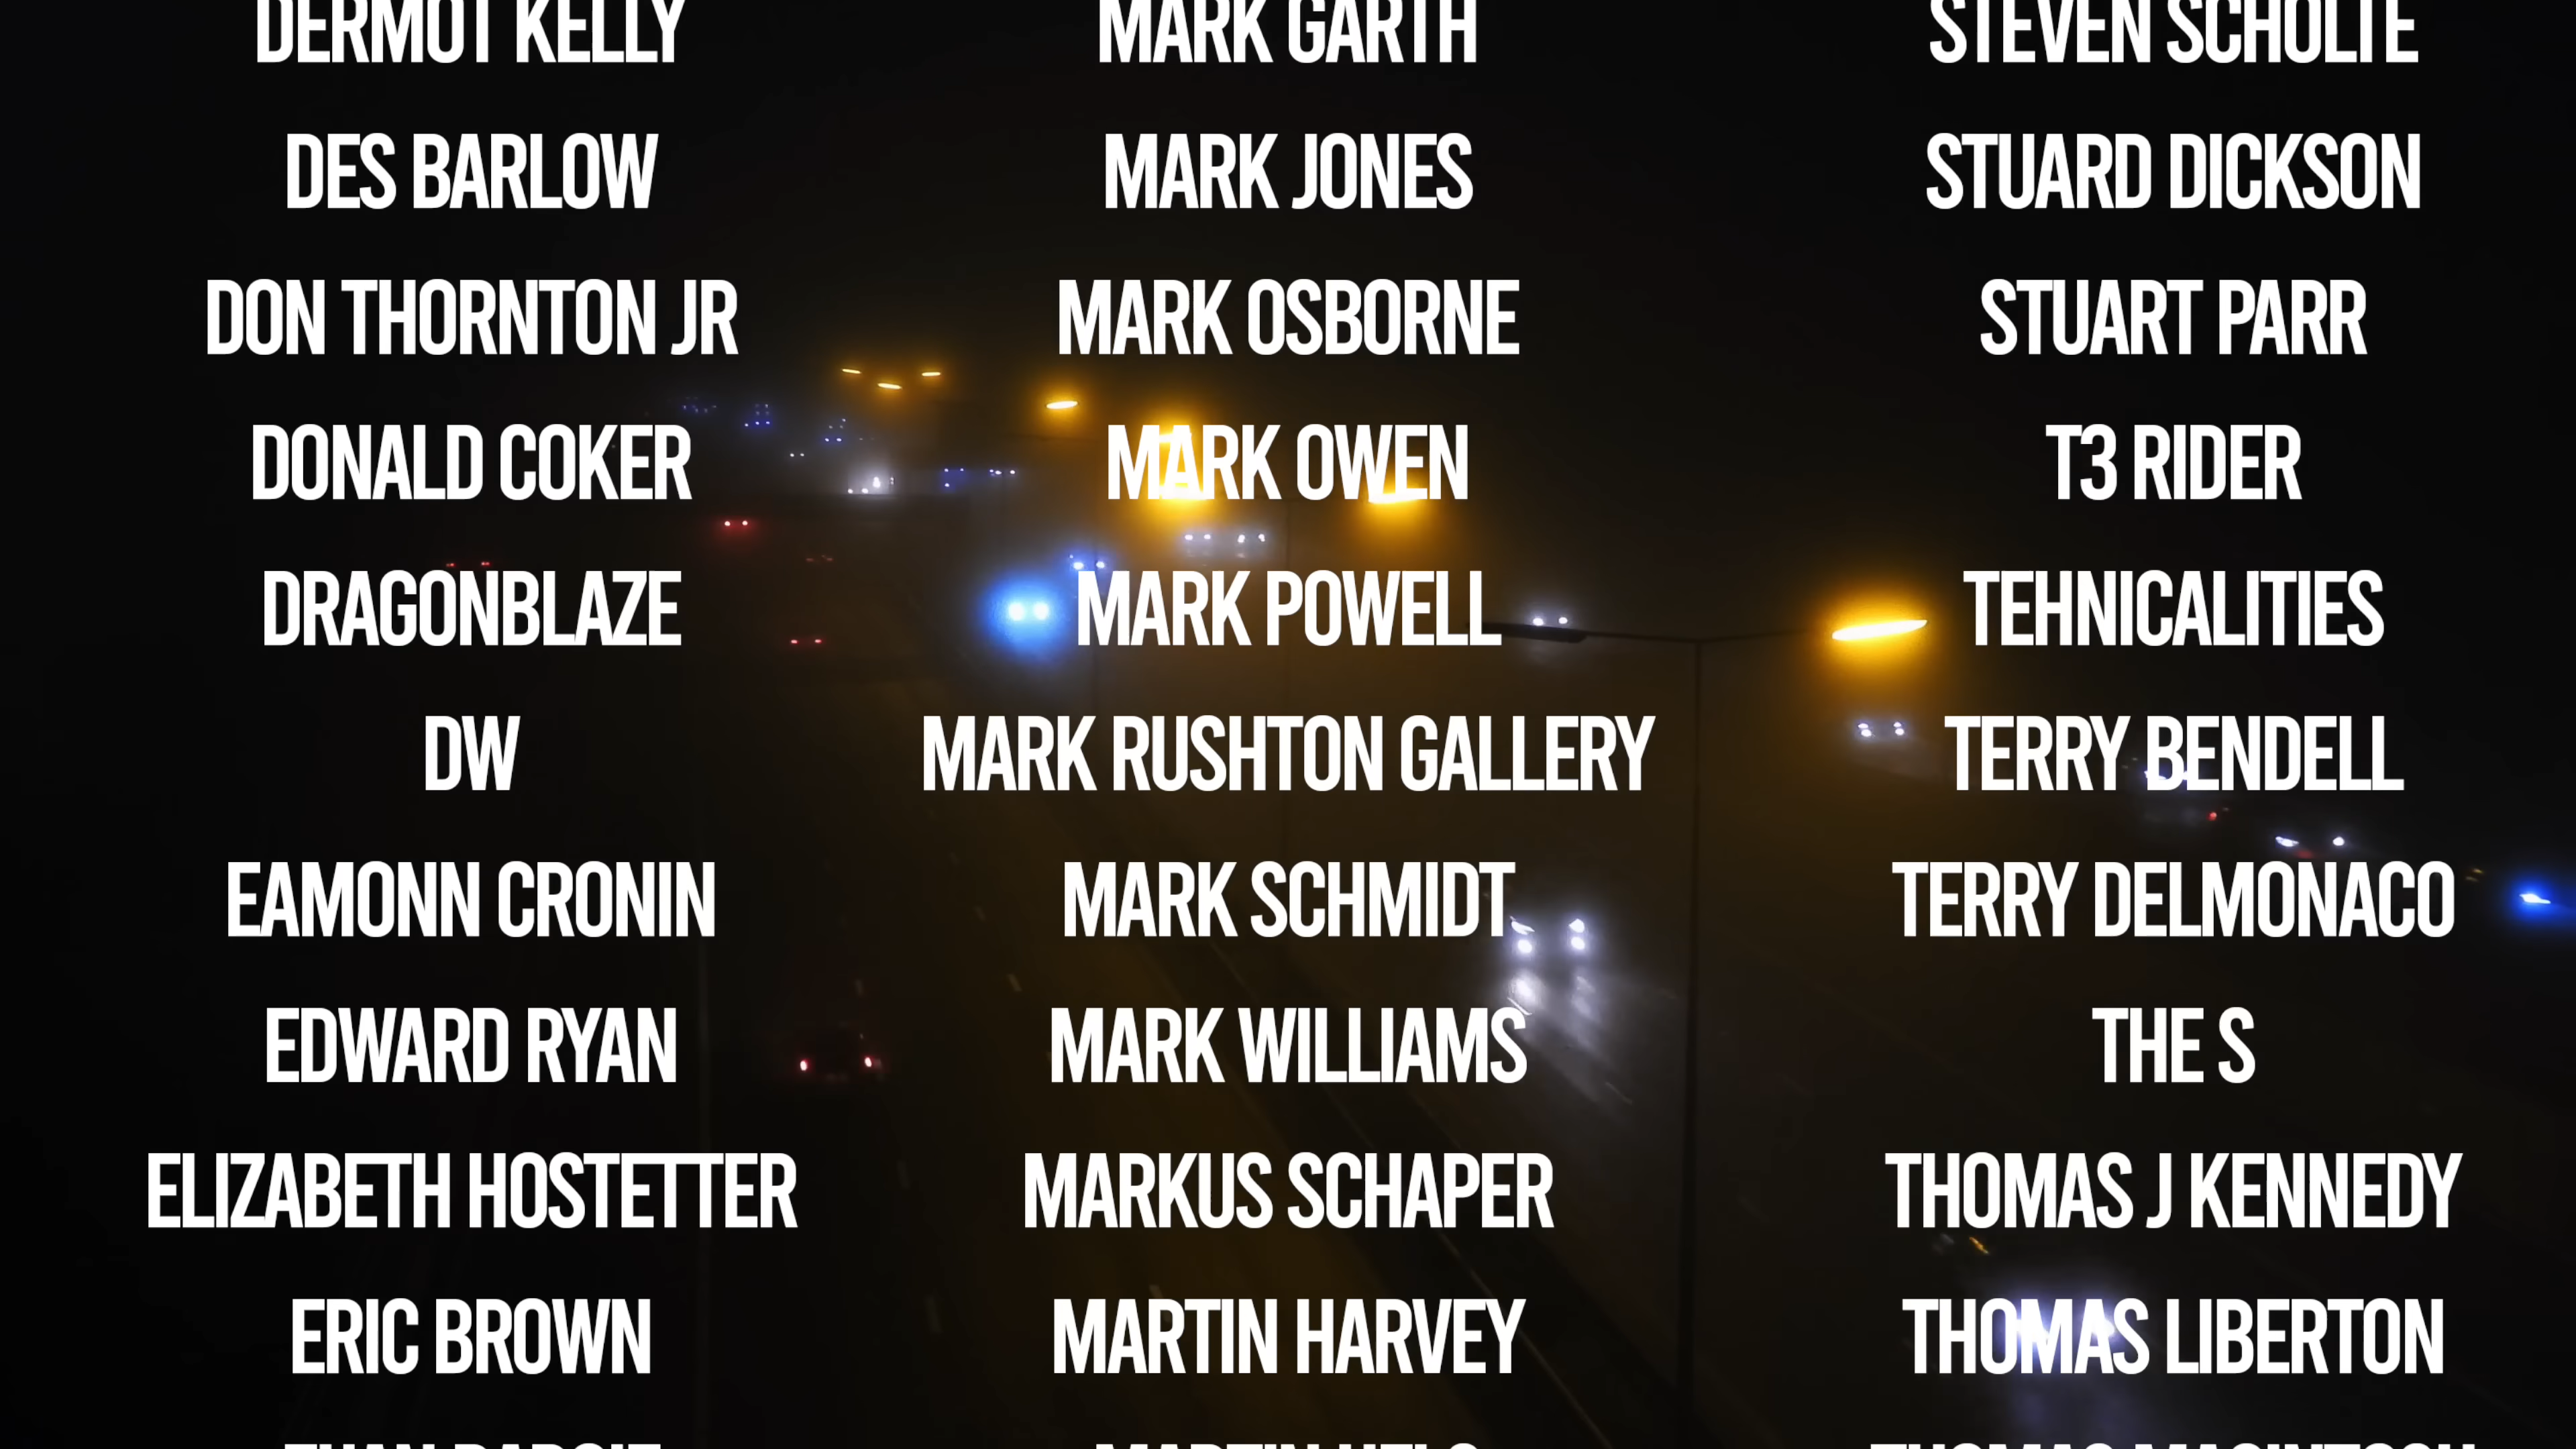 DERMOT KELLY
DES BARLOW
DON THORNTON JR
DONALD COKER
DRAGONBLAZE
DW
EAMONN CRONIN
EDWARD RYAN
ELIZABETH HOSTETTER
ERIC BROWN
MARK GARTH
MARK JONES
MARK OSBORNE
MARK OWEN
MARK POWELL
MARK RUSHTON GALLERY
MARK SCHMIDT
MARK WILLIAMS
MARKUS SCHAPER
MARTIN HARVEY
MARTIN
STEVEN SCHOLTE
STUARD DICKSON
STUART PARR
T3 RIDER
TEHNICALITIES
TERRY BENDELL
TERRY DELMONACO
THE S
THOMAS J KENNEDY
THOMAS LIBERTON
THOMAS